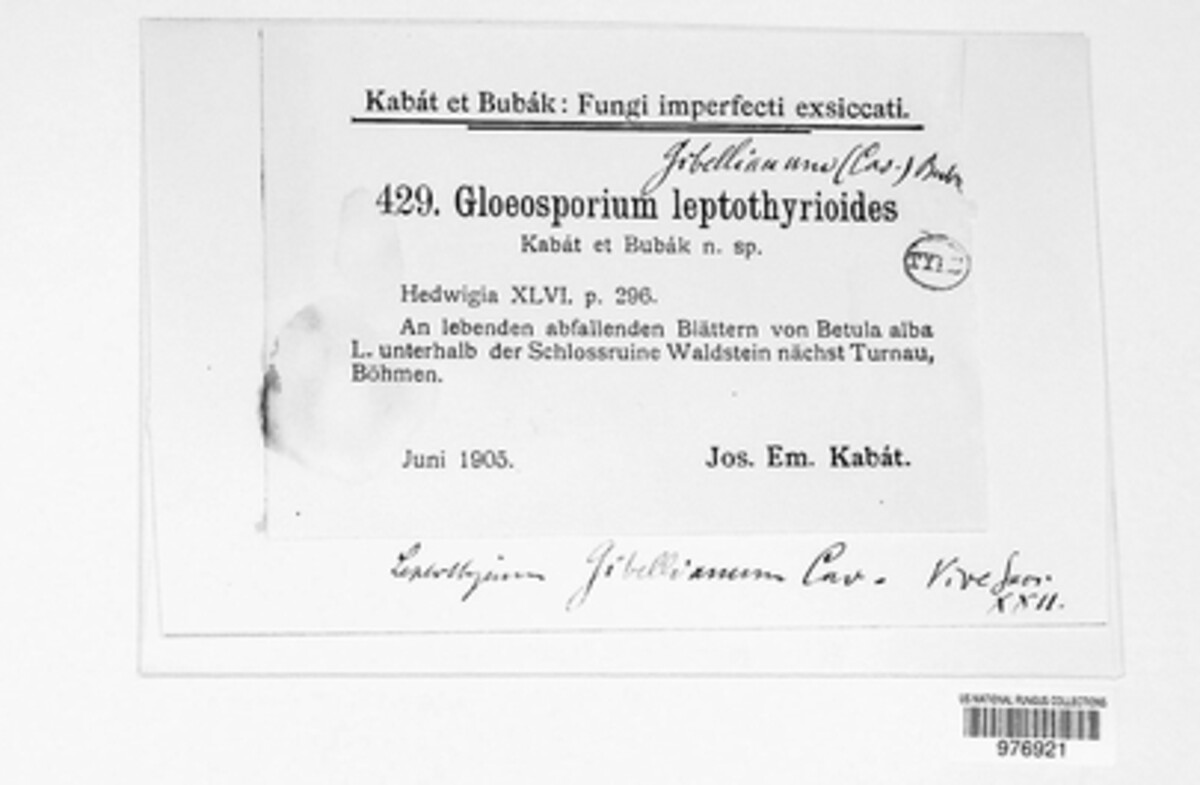 Kabát et Bubák: Fungi imperfecti exsiccati.
Gibellianum (Cav.) Bub.
429. Gloeosporium leptothyrioides
Kabát et Bubák n. sp.
Hedwigia XLVI. p. 296.
An lebenden abfallenden Blättern von Betula alba
L. unterhalb der Schlossruine Waldstein nächst Turnau,
Böhmen.
Juni 1905.
Jos. Em. Kabát.
Gibellianum Cav.
XXII.
US NATIONAL FUNGUS COLLECTIONS
976921